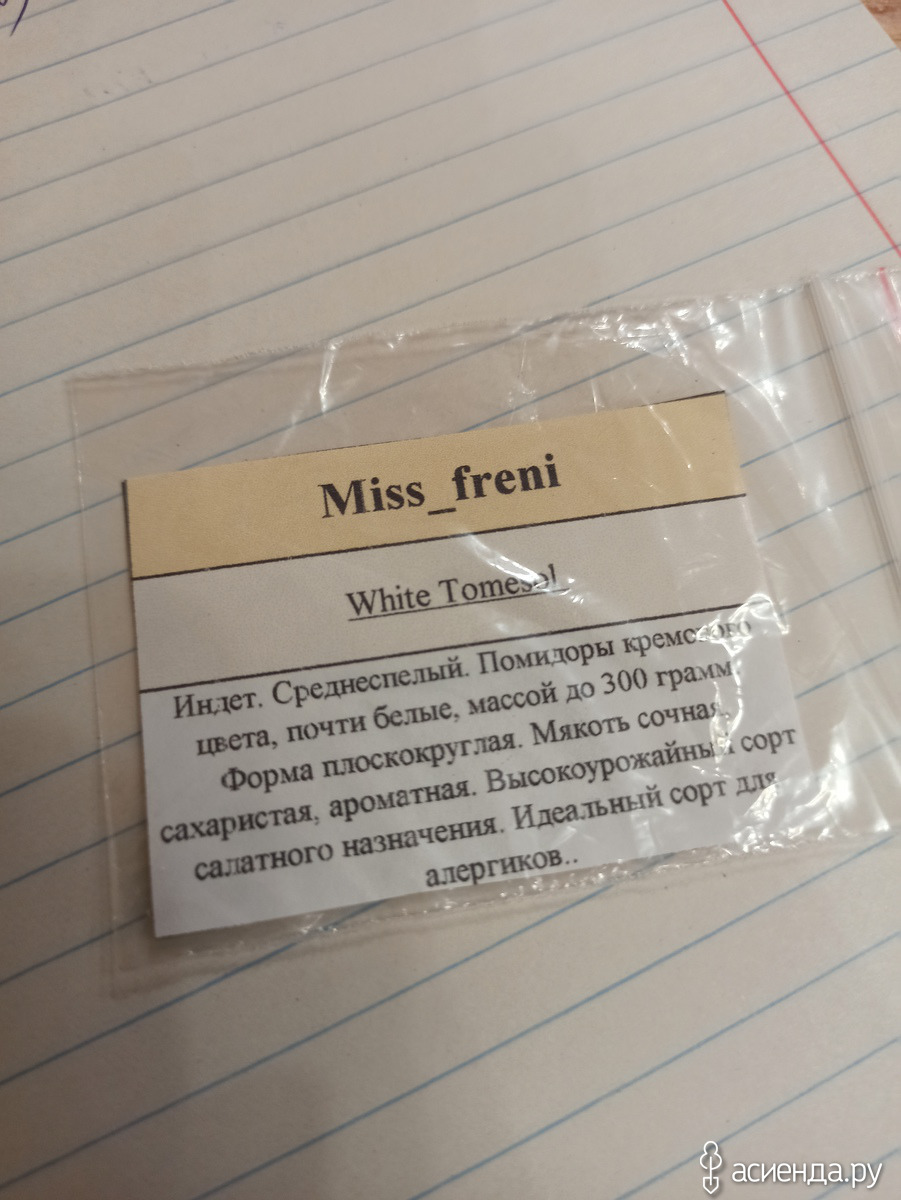 Miss_freni
White Tomesol
Индет. Среднеспелый. Помидоры кремового
цвета, почти белые, массой до 300 грамм
Форма плоскокруглая. Мякоть сочная,
сахаристая, ароматная. Высокоурожайный сорт
салатного назначения. Идеальный сорт для
алергиков..
асиенда.ру